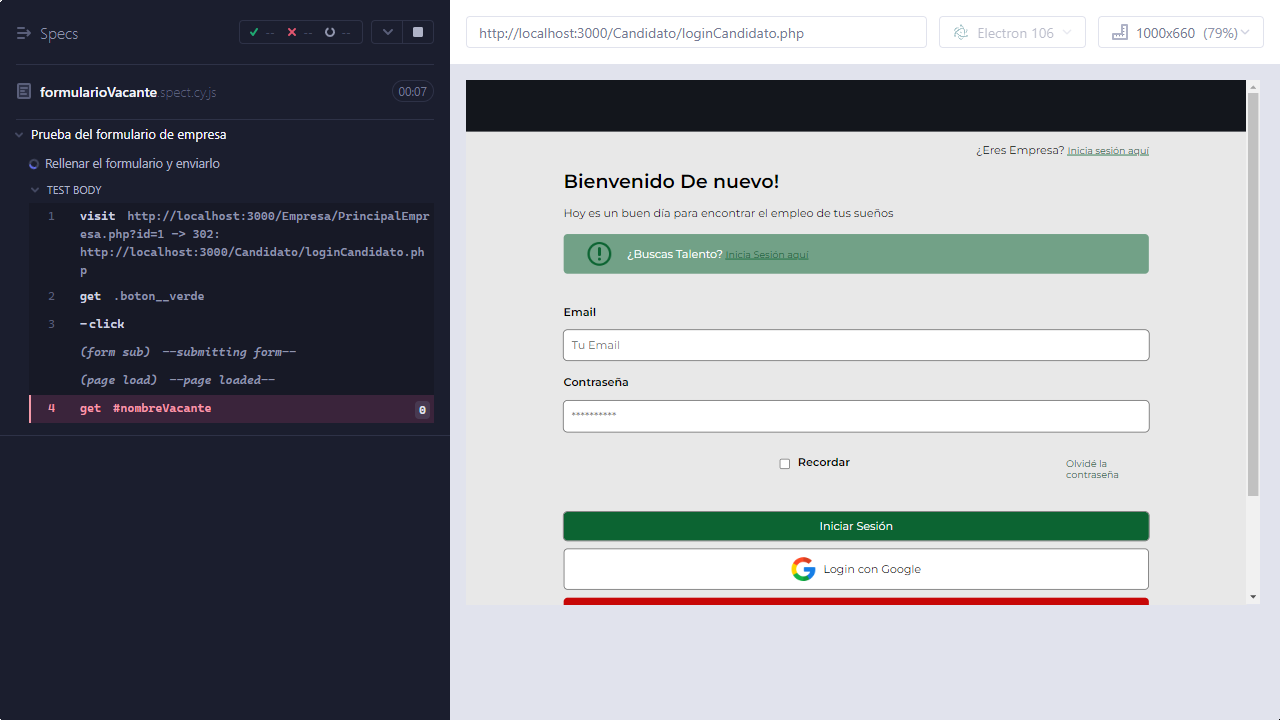 Specs
--
--
--
formularioVacante.spect.cy.js
00:07
Prueba del formulario de empresa
Rellenar el formulario y enviarlo
TEST BODY
1 visit http://localhost:3000/Empresa/PrincipalEmpr
esa.php?id=1 -> 302:
http://localhost:3000/Candidato/loginCandidato.ph
p
2 get .boton__verde
3 -click
(form sub) --submitting form--
(page load) --page loaded--
4 get #nombreVacante 0
http://localhost:3000/Candidato/loginCandidato.php
Electron 106
1000x660 (79%)
¿Eres Empresa? Inicia sesión aquí
Bienvenido De nuevo!
Hoy es un buen día para encontrar el empleo de tus sueños
¿Buscas Talento? Inicia Sesión aquí
Email
Tu Email
Contraseña
**********
Recordar
Olvidé la
contraseña
Iniciar Sesión
Login con Google